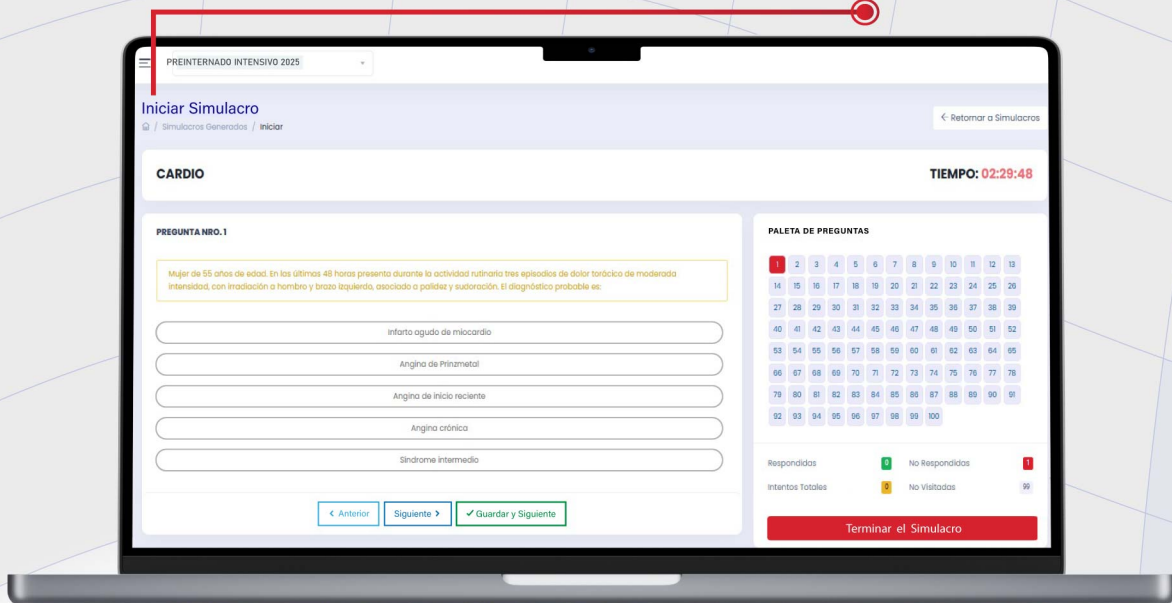 PREINTERNADO INTENSIVO 2025
Iniciar Simulacro
/ Simulacros Generados / Iniciar
← Retornar a Simulacros
CARDIO
TIEMPO: 02:29:48
PREGUNTA NRO. 1
Mujer de 55 años de edad. En las últimas 48 horas presenta durante la actividad rutinaria tres episodios de dolor torácico de moderada
intensidad, con irradiación a hombro y brazo izquierdo, asociado a palidez y sudoración. El diagnóstico probable es:
Infarto agudo de miocardio
Angina de Prinzmetal
Angina de inicio reciente
Angina crónica
Síndrome intermedio
< Anterior
Siguiente >
✓ Guardar y Siguiente
PALETA DE PREGUNTAS
1 2 3 4 5 6 7 8 9 10 11 12 13
14 15 16 17 18 19 20 21 22 23 24 25 26
27 28 29 30 31 32 33 34 35 36 37 38 39
40 41 42 43 44 45 46 47 48 49 50 51 52
53 54 55 56 57 58 59 60 61 62 63 64 65
66 67 68 69 70 71 72 73 74 75 76 77 78
79 80 81 82 83 84 85 86 87 88 89 90 91
92 93 94 95 96 97 98 99 100
Respondidas 0 No Respondidas 1
Intentos Totales 0 No Visitadas 99
Terminar el Simulacro